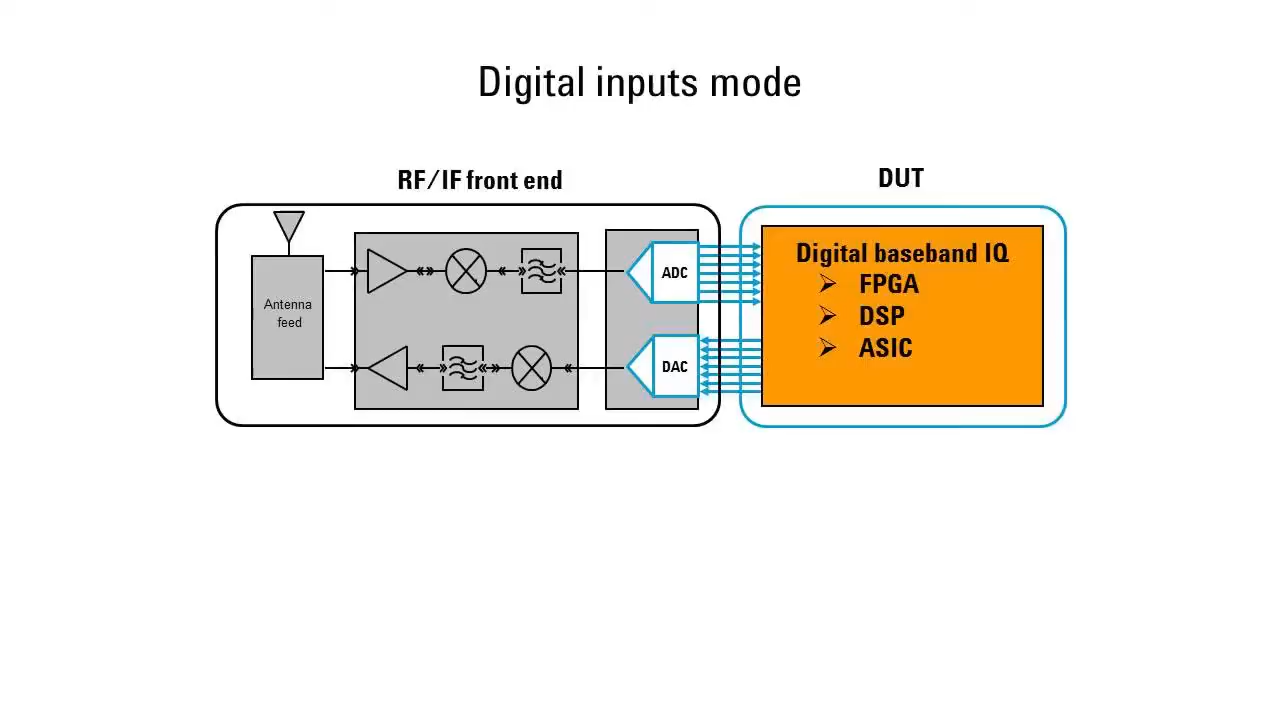 Digital inputs mode
RF/IF front end
DUT
Antenna
feed
ADC
DAC
Digital baseband IQ
➢ FPGA
➢ DSP
➢ ASIC